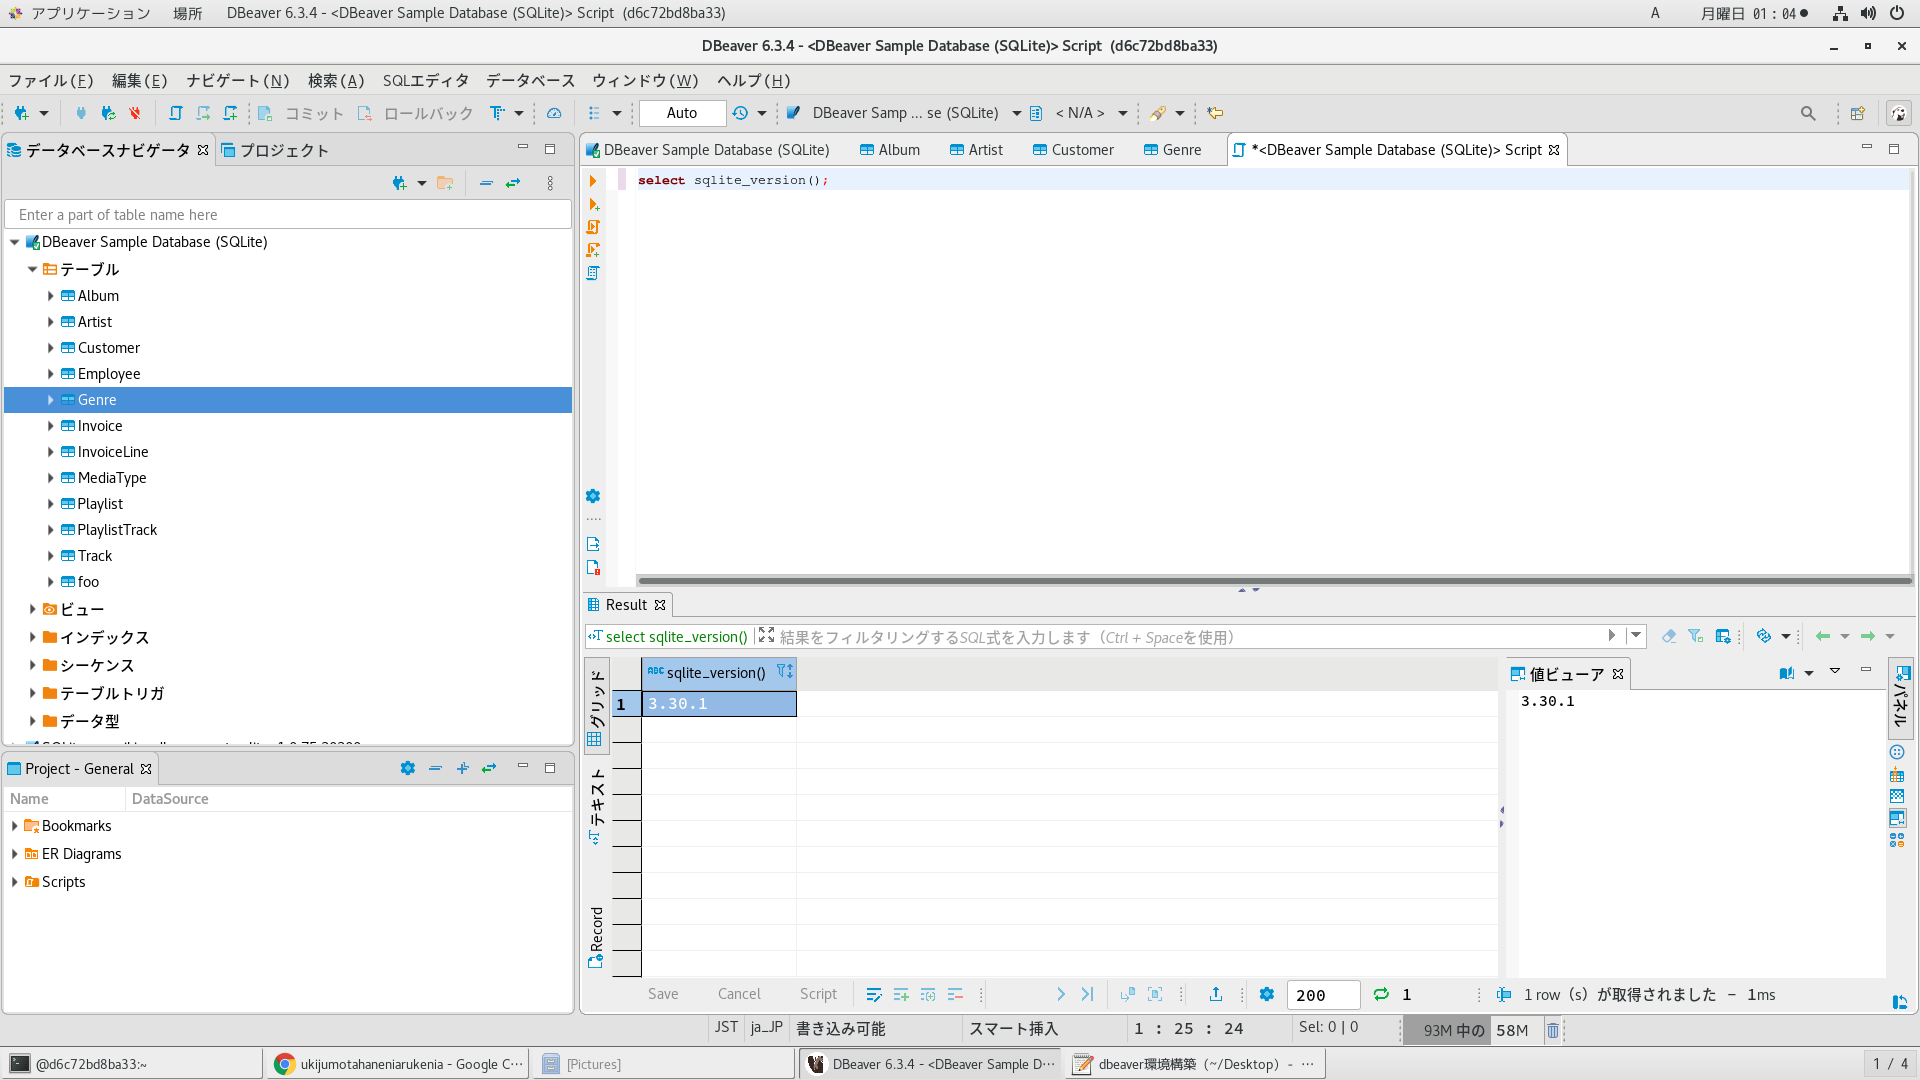 アプリケーション 場所 DBeaver 6.3.4 - <DBeaver Sample Database (SQLite)> Script (d6c72bd8ba33) A 月曜日 01：04●
DBeaver 6.3.4 - <DBeaver Sample Database (SQLite)> Script (d6c72bd8ba33)
ファイル(F) 編集(E) ナビゲート(N) 検索(A) SQLエディタ データベース ウィンドウ(W) ヘルプ(H)
コミット ロールバック Auto DBeaver Samp ... se (SQLite) < N/A >
データベースナビゲータ プロジェクト
Enter a part of table name here
DBeaver Sample Database (SQLite)
テーブル
Album
Artist
Customer
Employee
Genre
Invoice
InvoiceLine
MediaType
Playlist
PlaylistTrack
Track
foo
ビュー
インデックス
シーケンス
テーブルトリガ
データ型
Project - General
Name DataSource
Bookmarks
ER Diagrams
Scripts
DBeaver Sample Database (SQLite) Album Artist Customer Genre *<DBeaver Sample Database (SQLite)> Script
select sqlite_version();
Result
select sqlite_version() 結果をフィルタリングするSQL式を入力します（Ctrl + Spaceを使用）
グリッド
テキスト
Record
ABC sqlite_version()
1 3.30.1
値ビューア
3.30.1
パネル
Save Cancel Script 200 1 1 row（s）が取得されました - 1ms
JST ja_JP 書き込み可能 スマート挿入 1 : 25 : 24 Sel: 0 | 0 93M 中の 58M
@d6c72bd8ba33:~ ukijumotahaneniarukenia - Google C… [Pictures] DBeaver 6.3.4 - <DBeaver Sample D… dbeaver環境構築（~/Desktop） - … 1 / 4